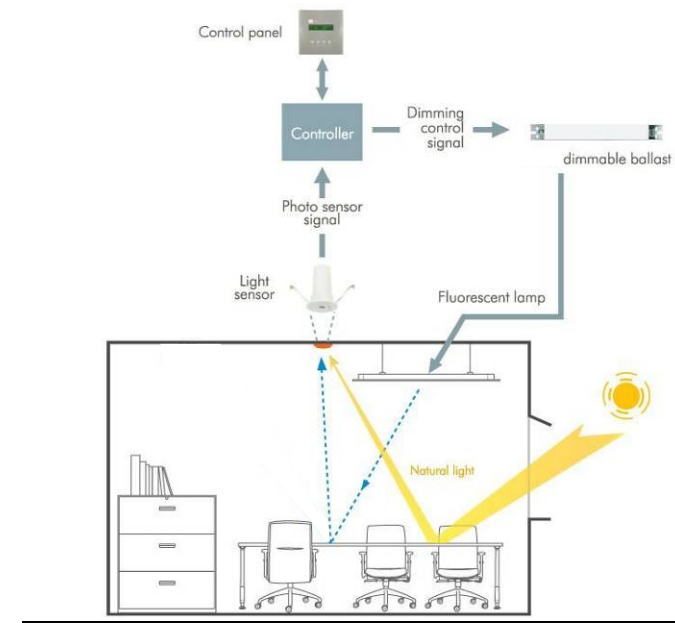 Control panel
Controller
Dimming
control
signal
dimmable ballast
Photo sensor
signal
Light
sensor
Fluorescent lamp
Natural light